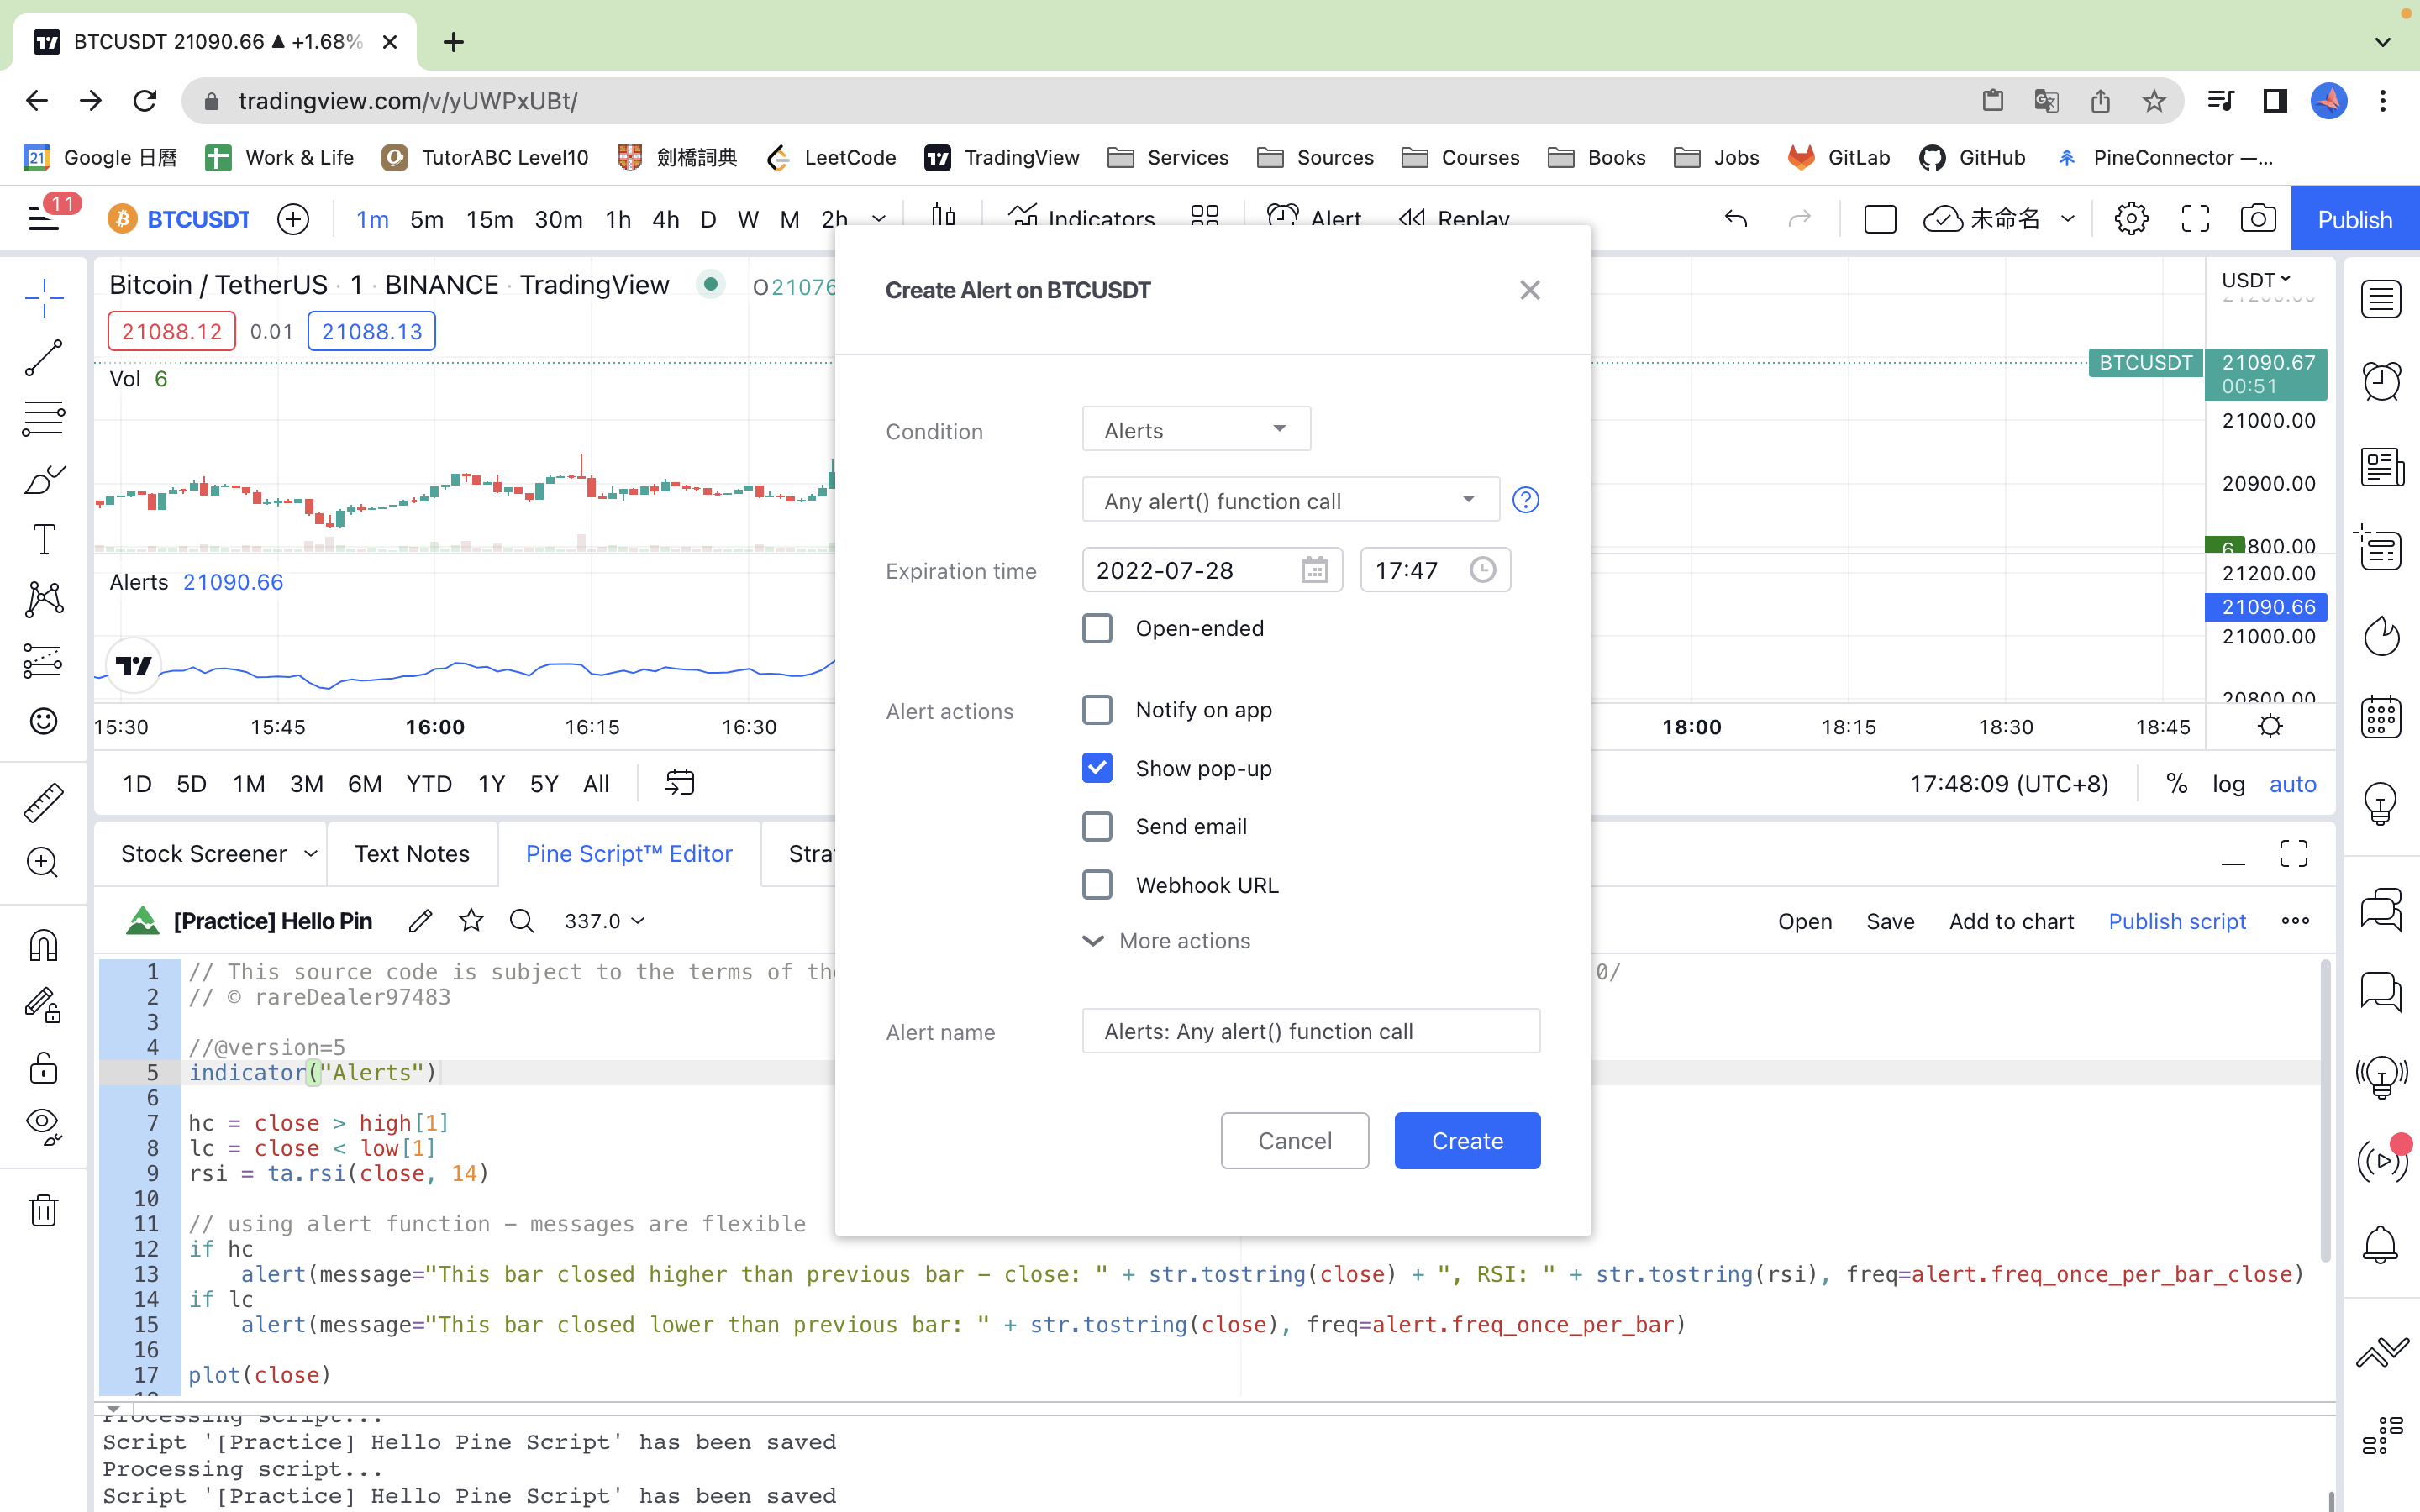 BTCUSDT 21090.66 ▲ +1.68%
tradingview.com/v/yUWPxUBt/
21 Google 日曆 Work & Life TutorABC Level10 劍橋詞典 LeetCode TradingView Services Sources Courses Books Jobs GitLab GitHub PineConnector —...
11 BTCUSDT 1m 5m 15m 30m 1h 4h D W M 2h Indicators Alert Replay 未命名 Publish
Bitcoin / TetherUS · 1 · BINANCE · TradingView O21076
USDT
21088.12 0.01 21088.13
Vol 6
BTCUSDT 21090.67
00:51
21000.00
20900.00
6 800.00
Alerts 21090.66
21200.00
21090.66
21000.00
20800.00
15:30 15:45 16:00 16:15 16:30 18:00 18:15 18:30 18:45
1D 5D 1M 3M 6M YTD 1Y 5Y All
17:48:09 (UTC+8) % log auto
Create Alert on BTCUSDT
Condition Alerts
Any alert() function call ?
Expiration time 2022-07-28 17:47
Open-ended
Alert actions Notify on app
Show pop-up
Send email
Webhook URL
More actions
Alert name Alerts: Any alert() function call
Cancel Create
Stock Screener Text Notes Pine Script™ Editor Stra
[Practice] Hello Pin 337.0
Open Save Add to chart Publish script
1 // This source code is subject to the terms of th 0/
2 // © rareDealer97483
3
4 //@version=5
5 indicator("Alerts")
6
7 hc = close > high[1]
8 lc = close < low[1]
9 rsi = ta.rsi(close, 14)
10
11 // using alert function – messages are flexible
12 if hc
13 alert(message="This bar closed higher than previous bar – close: " + str.tostring(close) + ", RSI: " + str.tostring(rsi), freq=alert.freq_once_per_bar_close)
14 if lc
15 alert(message="This bar closed lower than previous bar: " + str.tostring(close), freq=alert.freq_once_per_bar)
16
17 plot(close)
Processing script...
Script '[Practice] Hello Pine Script' has been saved
Processing script...
Script '[Practice] Hello Pine Script' has been saved